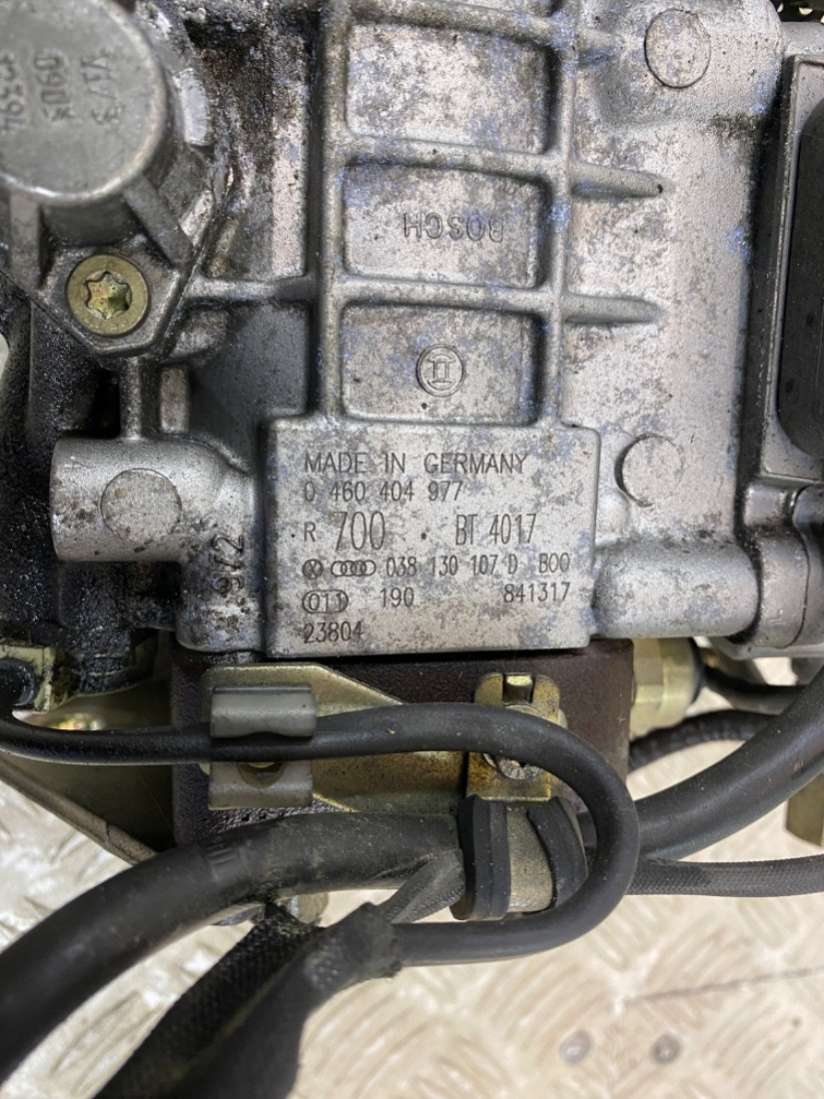 BOSCH
MADE IN GERMANY
0 460 404 977
R 700 BT 4017
038 130 107 D B00
011 190 841317
23804